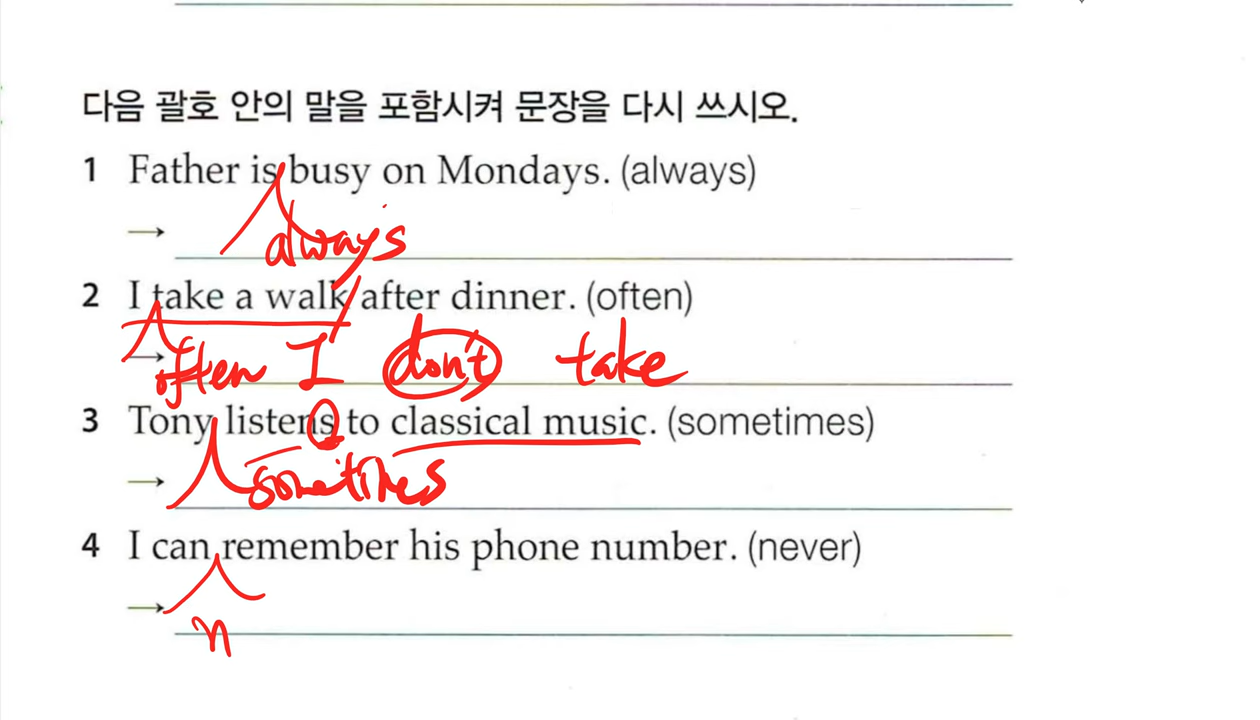 다음 괄호 안의 말을 포함시켜 문장을 다시 쓰시오.
1 Father is busy on Mondays. (always)
→ always
2 I take a walk after dinner. (often)
→ often I don't take
3 Tony listens to classical music. (sometimes)
→ sometimes
4 I can remember his phone number. (never)
→ n